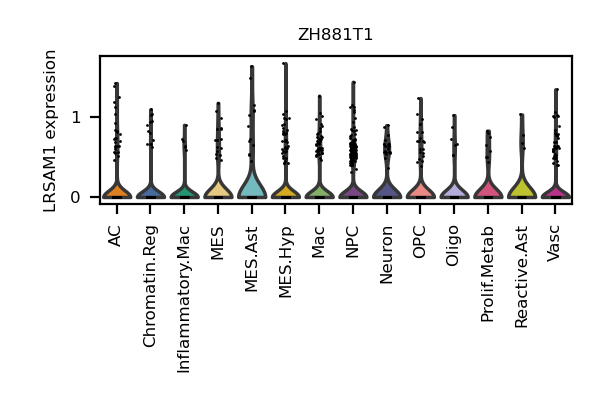 ZH881T1
LRSAM1 expression
1
0
AC
Chromatin.Reg
Inflammatory.Mac
MES
MES.Ast
MES.Hyp
Mac
NPC
Neuron
OPC
Oligo
Prolif.Metab
Reactive.Ast
Vasc